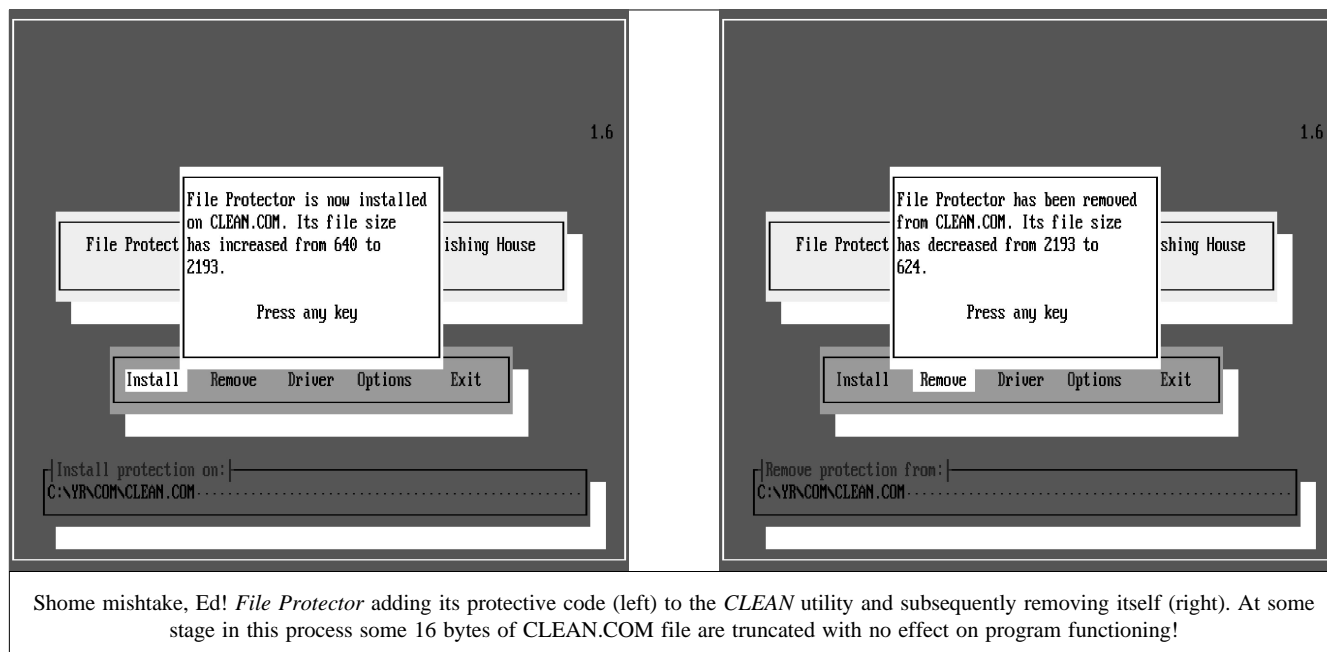 1.6
File Protector is now installed
on CLEAN.COM. Its file size
has increased from 640 to
2193.
File Protect
ishing House
Press any key
Install Remove Driver Options Exit
Install protection on:
C:\YR\COM\CLEAN.COM
1.6
File Protector has been removed
from CLEAN.COM. Its file size
has decreased from 2193 to
624.
File Protect
shing House
Press any key
Install Remove Driver Options Exit
Remove protection from:
C:\YR\COM\CLEAN.COM
Shome mishtake, Ed! File Protector adding its protective code (left) to the CLEAN utility and subsequently removing itself (right). At some
stage in this process some 16 bytes of CLEAN.COM file are truncated with no effect on program functioning!